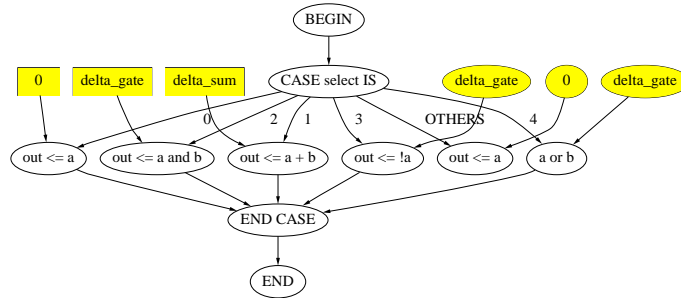 BEGIN
0
delta_gate
delta_sum
CASE select IS
delta_gate
0
delta_gate
0
2
1
3
OTHERS
4
out <= a
out <= a and b
out <= a + b
out <= !a
out <= a
a or b
END CASE
END